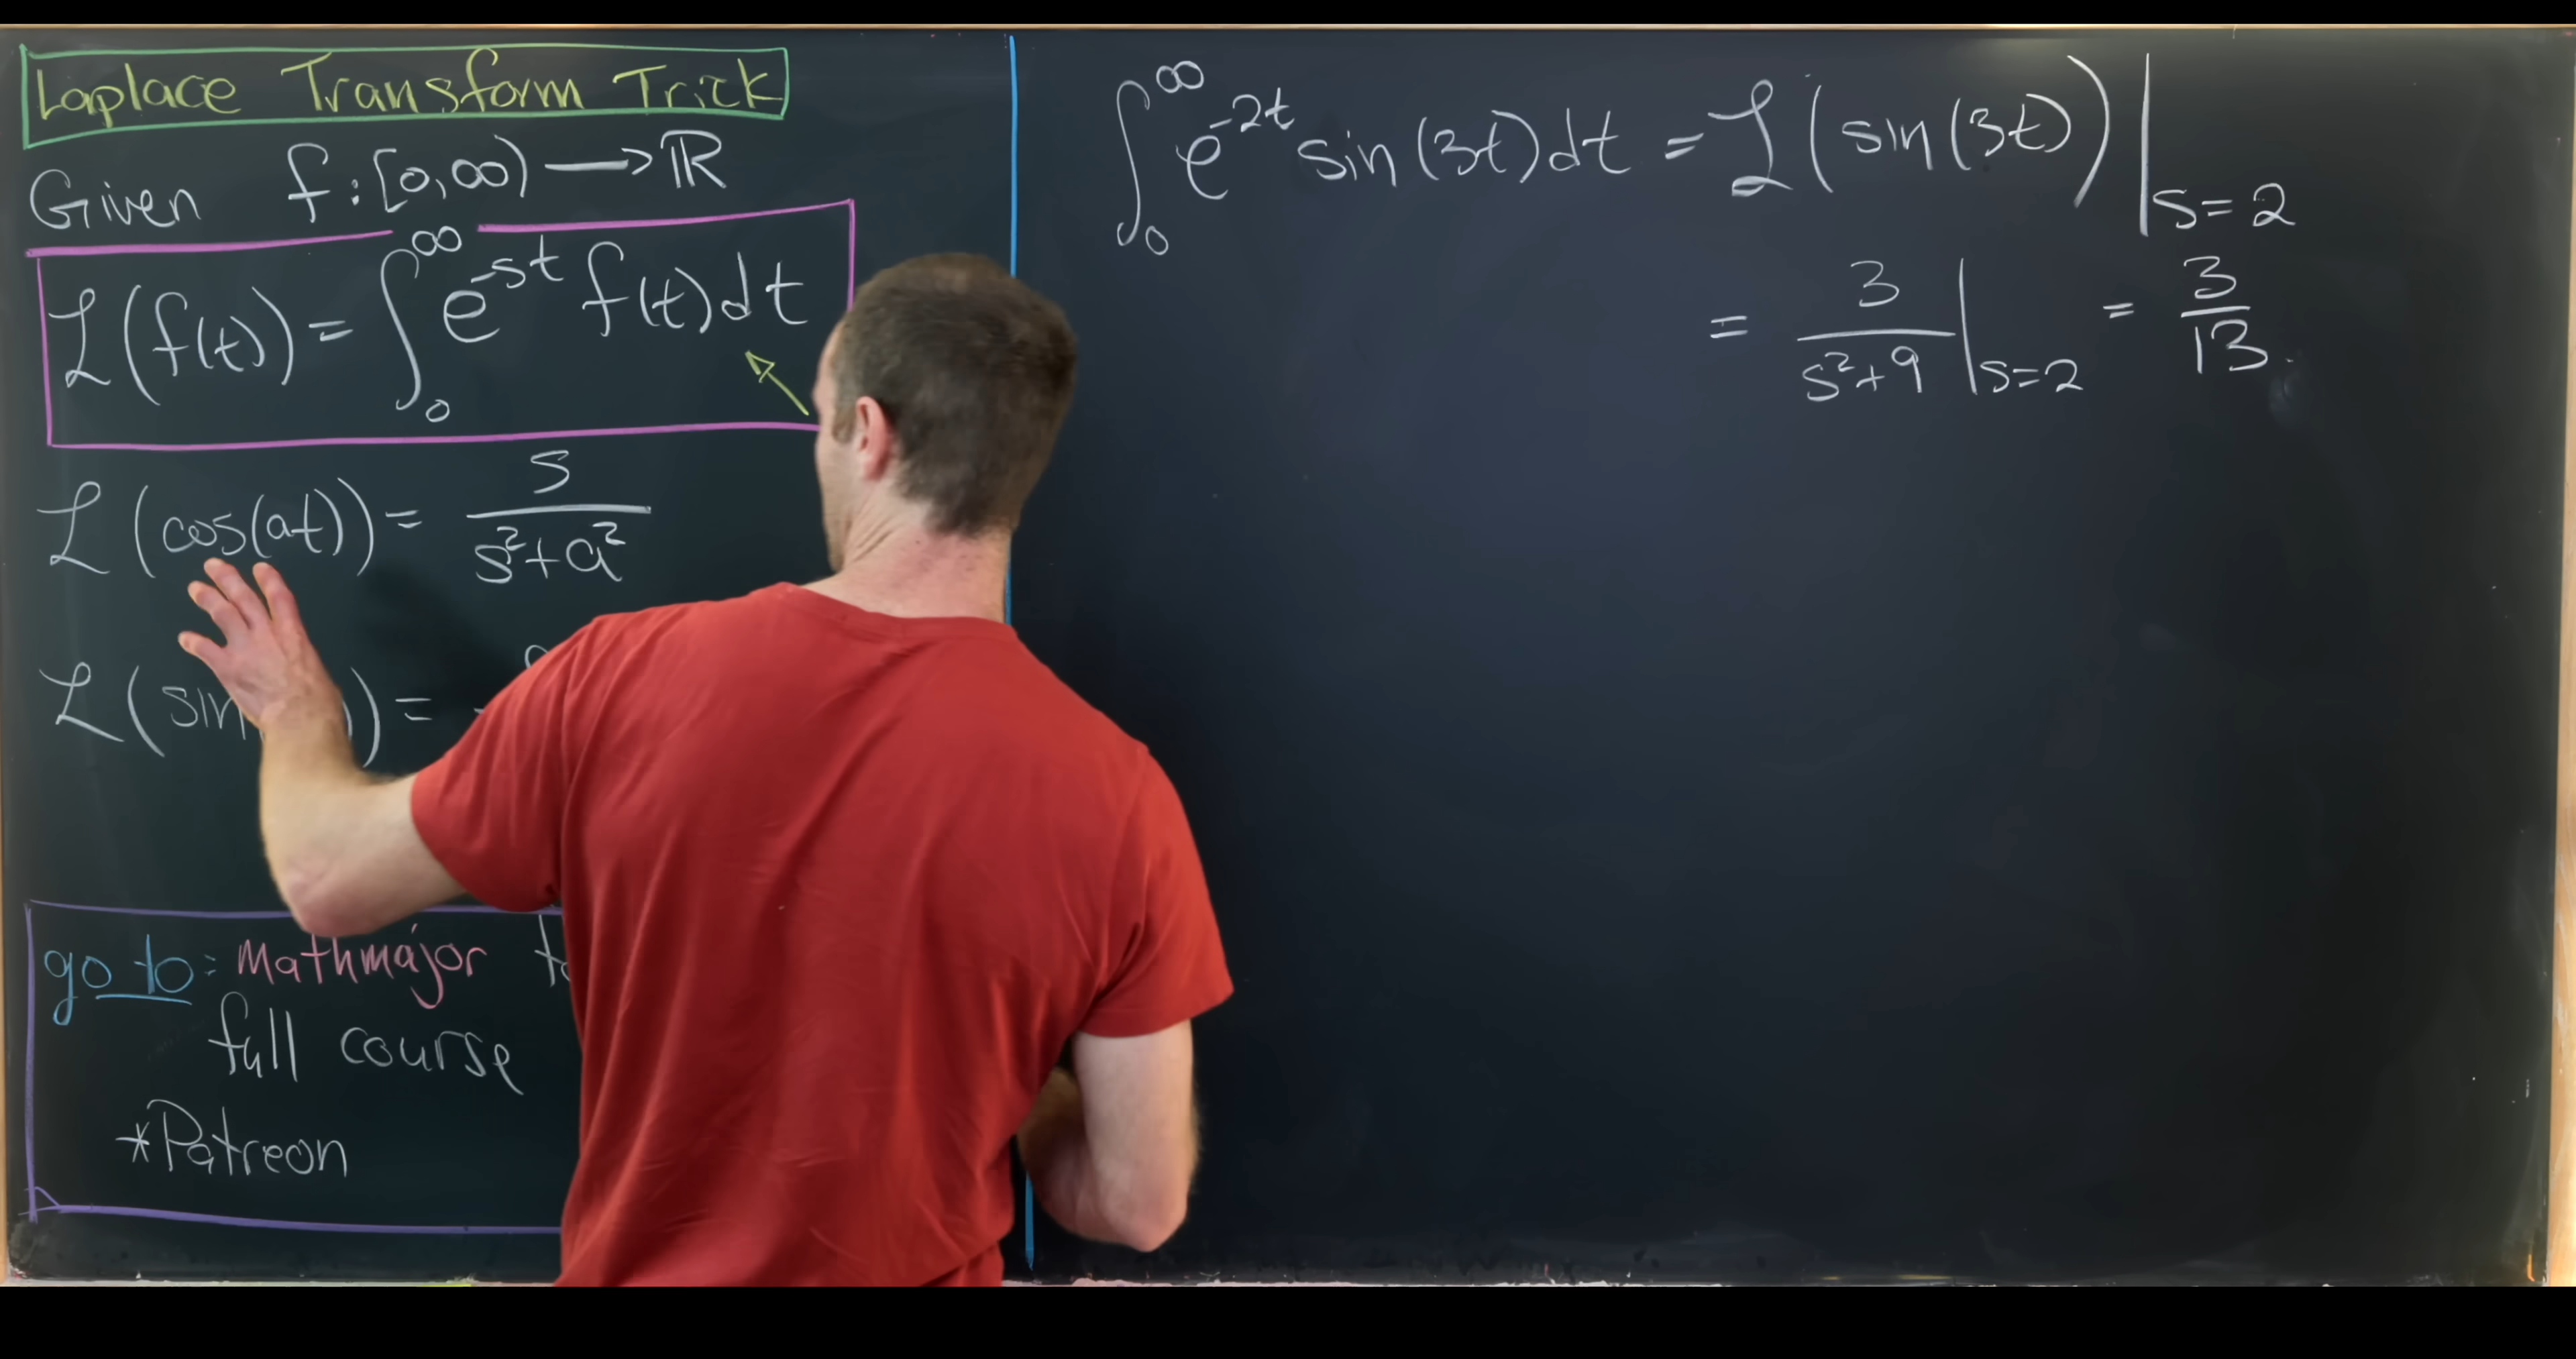 Laplace Transform Trick
Given f:[0,∞) ⟶ ℝ
ℒ(f(t)) = ∫₀^∞ e^{-st} f(t)dt
ℒ(cos(at)) = s/(s²+a²)
ℒ(sin
) =
go to: Mathmajor
full course
*Patreon
∫₀^∞ e^{-2t} sin(3t)dt = ℒ(sin(3t))|_{s=2}
= 3/(s²+9)|_{s=2} = 3/13.